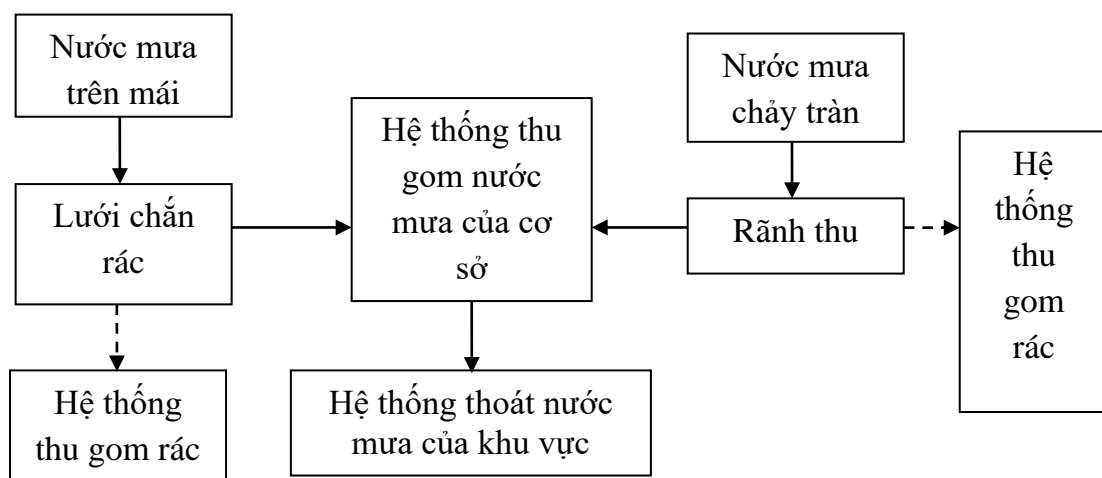 Nước mưa
trên mái
Lưới chắn
rác
Hệ thống
thu gom rác
Hệ thống thu
gom nước
mưa của cơ
sở
Hệ thống thoát nước
mưa của khu vực
Nước mưa
chảy tràn
Rãnh thu
Hệ
thống
thu
gom
rác